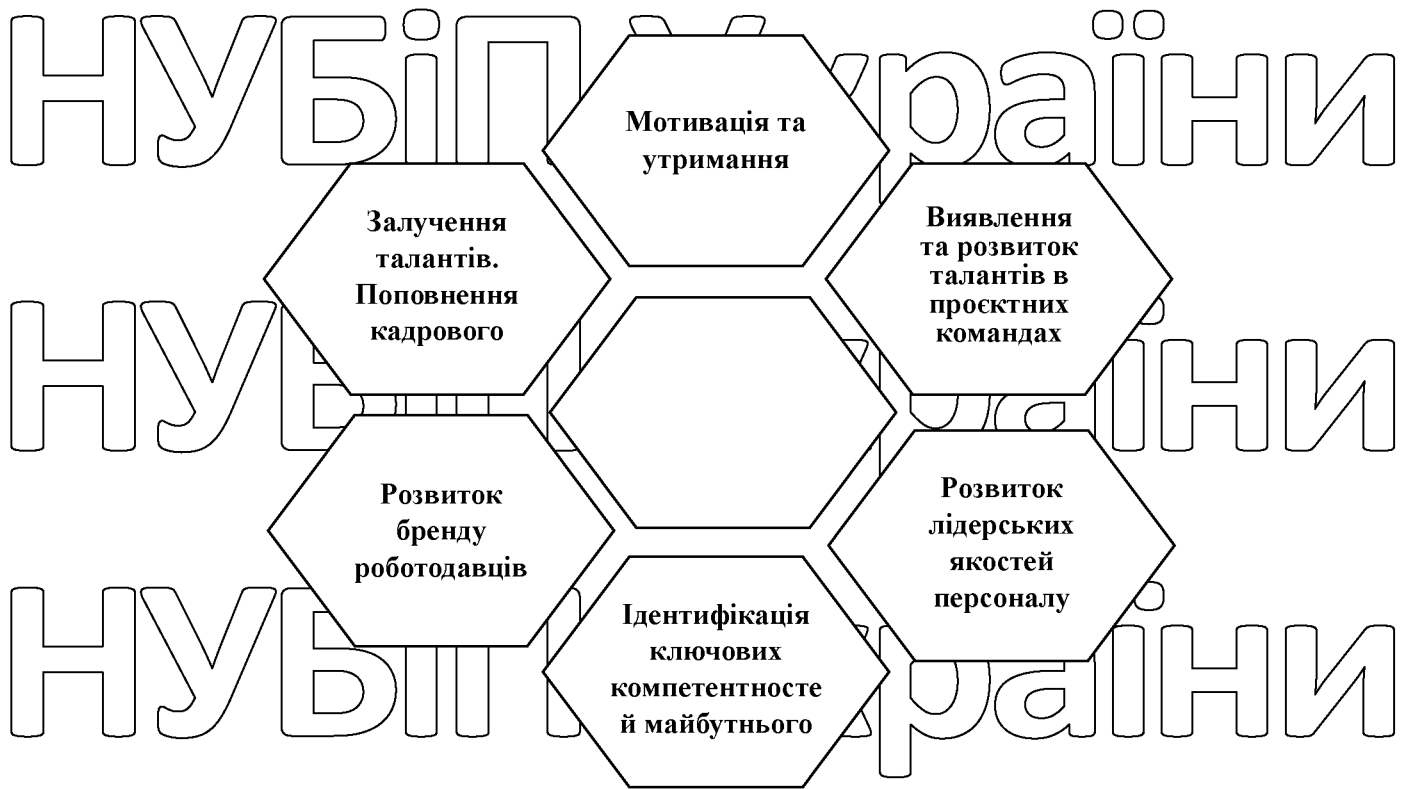 НУБіП України
Мотивація та
утримання
Залучення
талантів.
Поповнення
кадрового
Виявлення
та розвиток
талантів в
проєктних
командах
НУБіП України
Розвиток
бренду
роботодавців
Розвиток
лідерських
якостей
персоналу
НУБіП України
Ідентифікація
ключових
компетентносте
й майбутнього